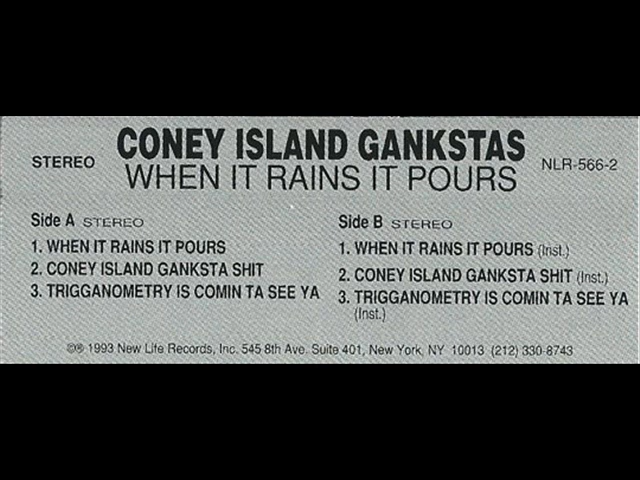 CONEY ISLAND GANKSTAS
STEREO
WHEN IT RAINS IT POURS
NLR-566-2
Side A STEREO
1. WHEN IT RAINS IT POURS
2. CONEY ISLAND GANKSTA SHIT
3. TRIGGANOMETRY IS COMIN TA SEE YA
Side B STEREO
1. WHEN IT RAINS IT POURS (Inst.)
2. CONEY ISLAND GANKSTA SHIT (Inst.)
3. TRIGGANOMETRY IS COMIN TA SEE YA
(Inst.)
©℗ 1993 New Life Records, Inc. 545 8th Ave. Suite 401, New York, NY 10013 (212) 330-8743